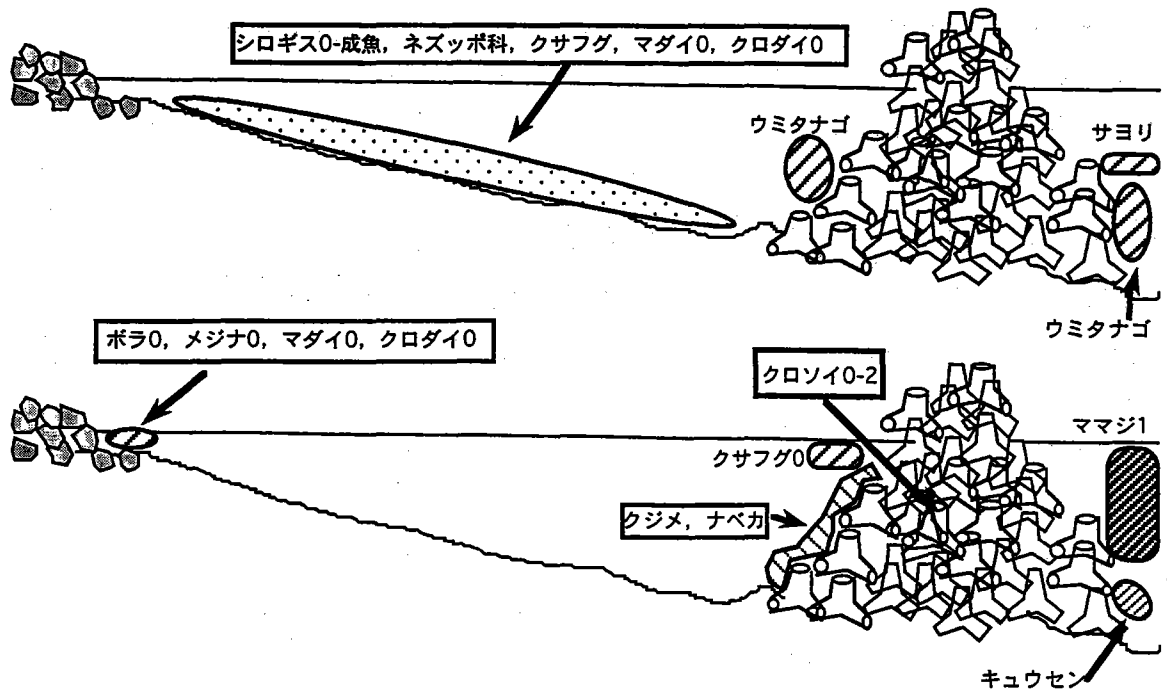 シロギス0-成魚，ネズッポ科，クサフグ，マダイ0，クロダイ0
ウミタナゴ
サヨリ
ウミタナゴ
ボラ0，メジナ0，マダイ0，クロダイ0
クロソイ0-2
ママジ1
クサフグ0
クジメ，ナベカ
キュウセン